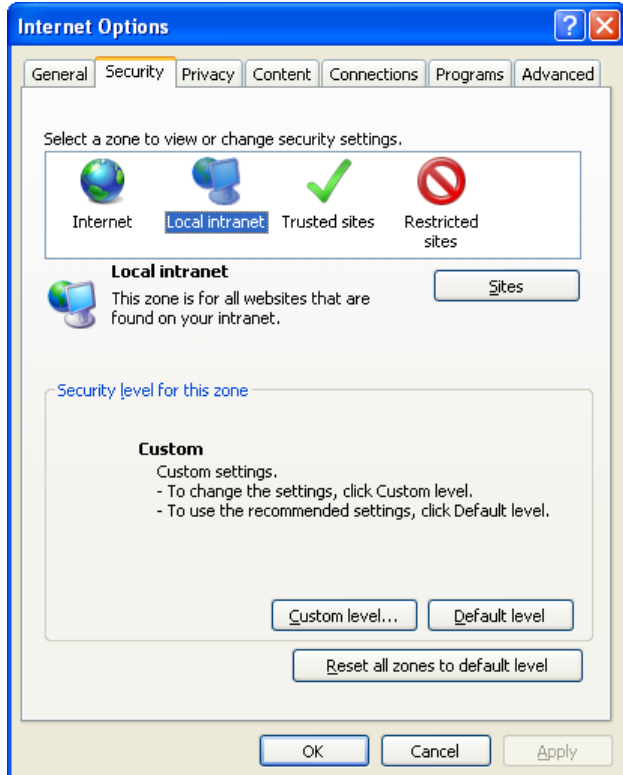 Internet Options
General Security Privacy Content Connections Programs Advanced
Select a zone to view or change security settings.
Internet Local intranet Trusted sites Restricted
sites
Local intranet
This zone is for all websites that are
found on your intranet.
Sites
Security level for this zone
Custom
Custom settings.
- To change the settings, click Custom level.
- To use the recommended settings, click Default level.
Custom level... Default level
Reset all zones to default level
OK Cancel Apply